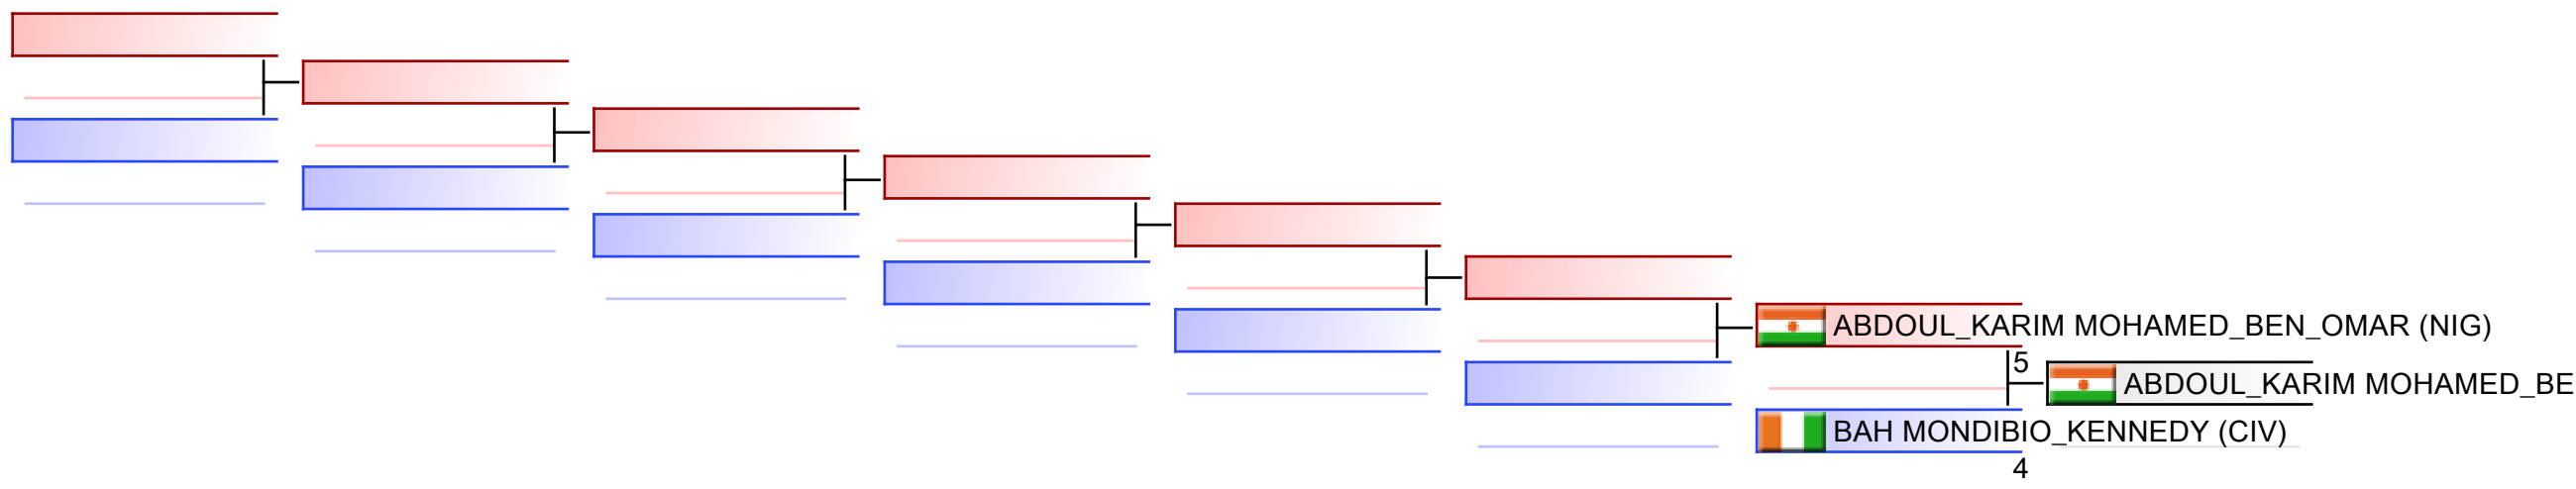 ABDOUL_KARIM MOHAMED_BEN_OMAR (NIG)
5
ABDOUL_KARIM MOHAMED_BE
BAH MONDIBIO_KENNEDY (CIV)
4